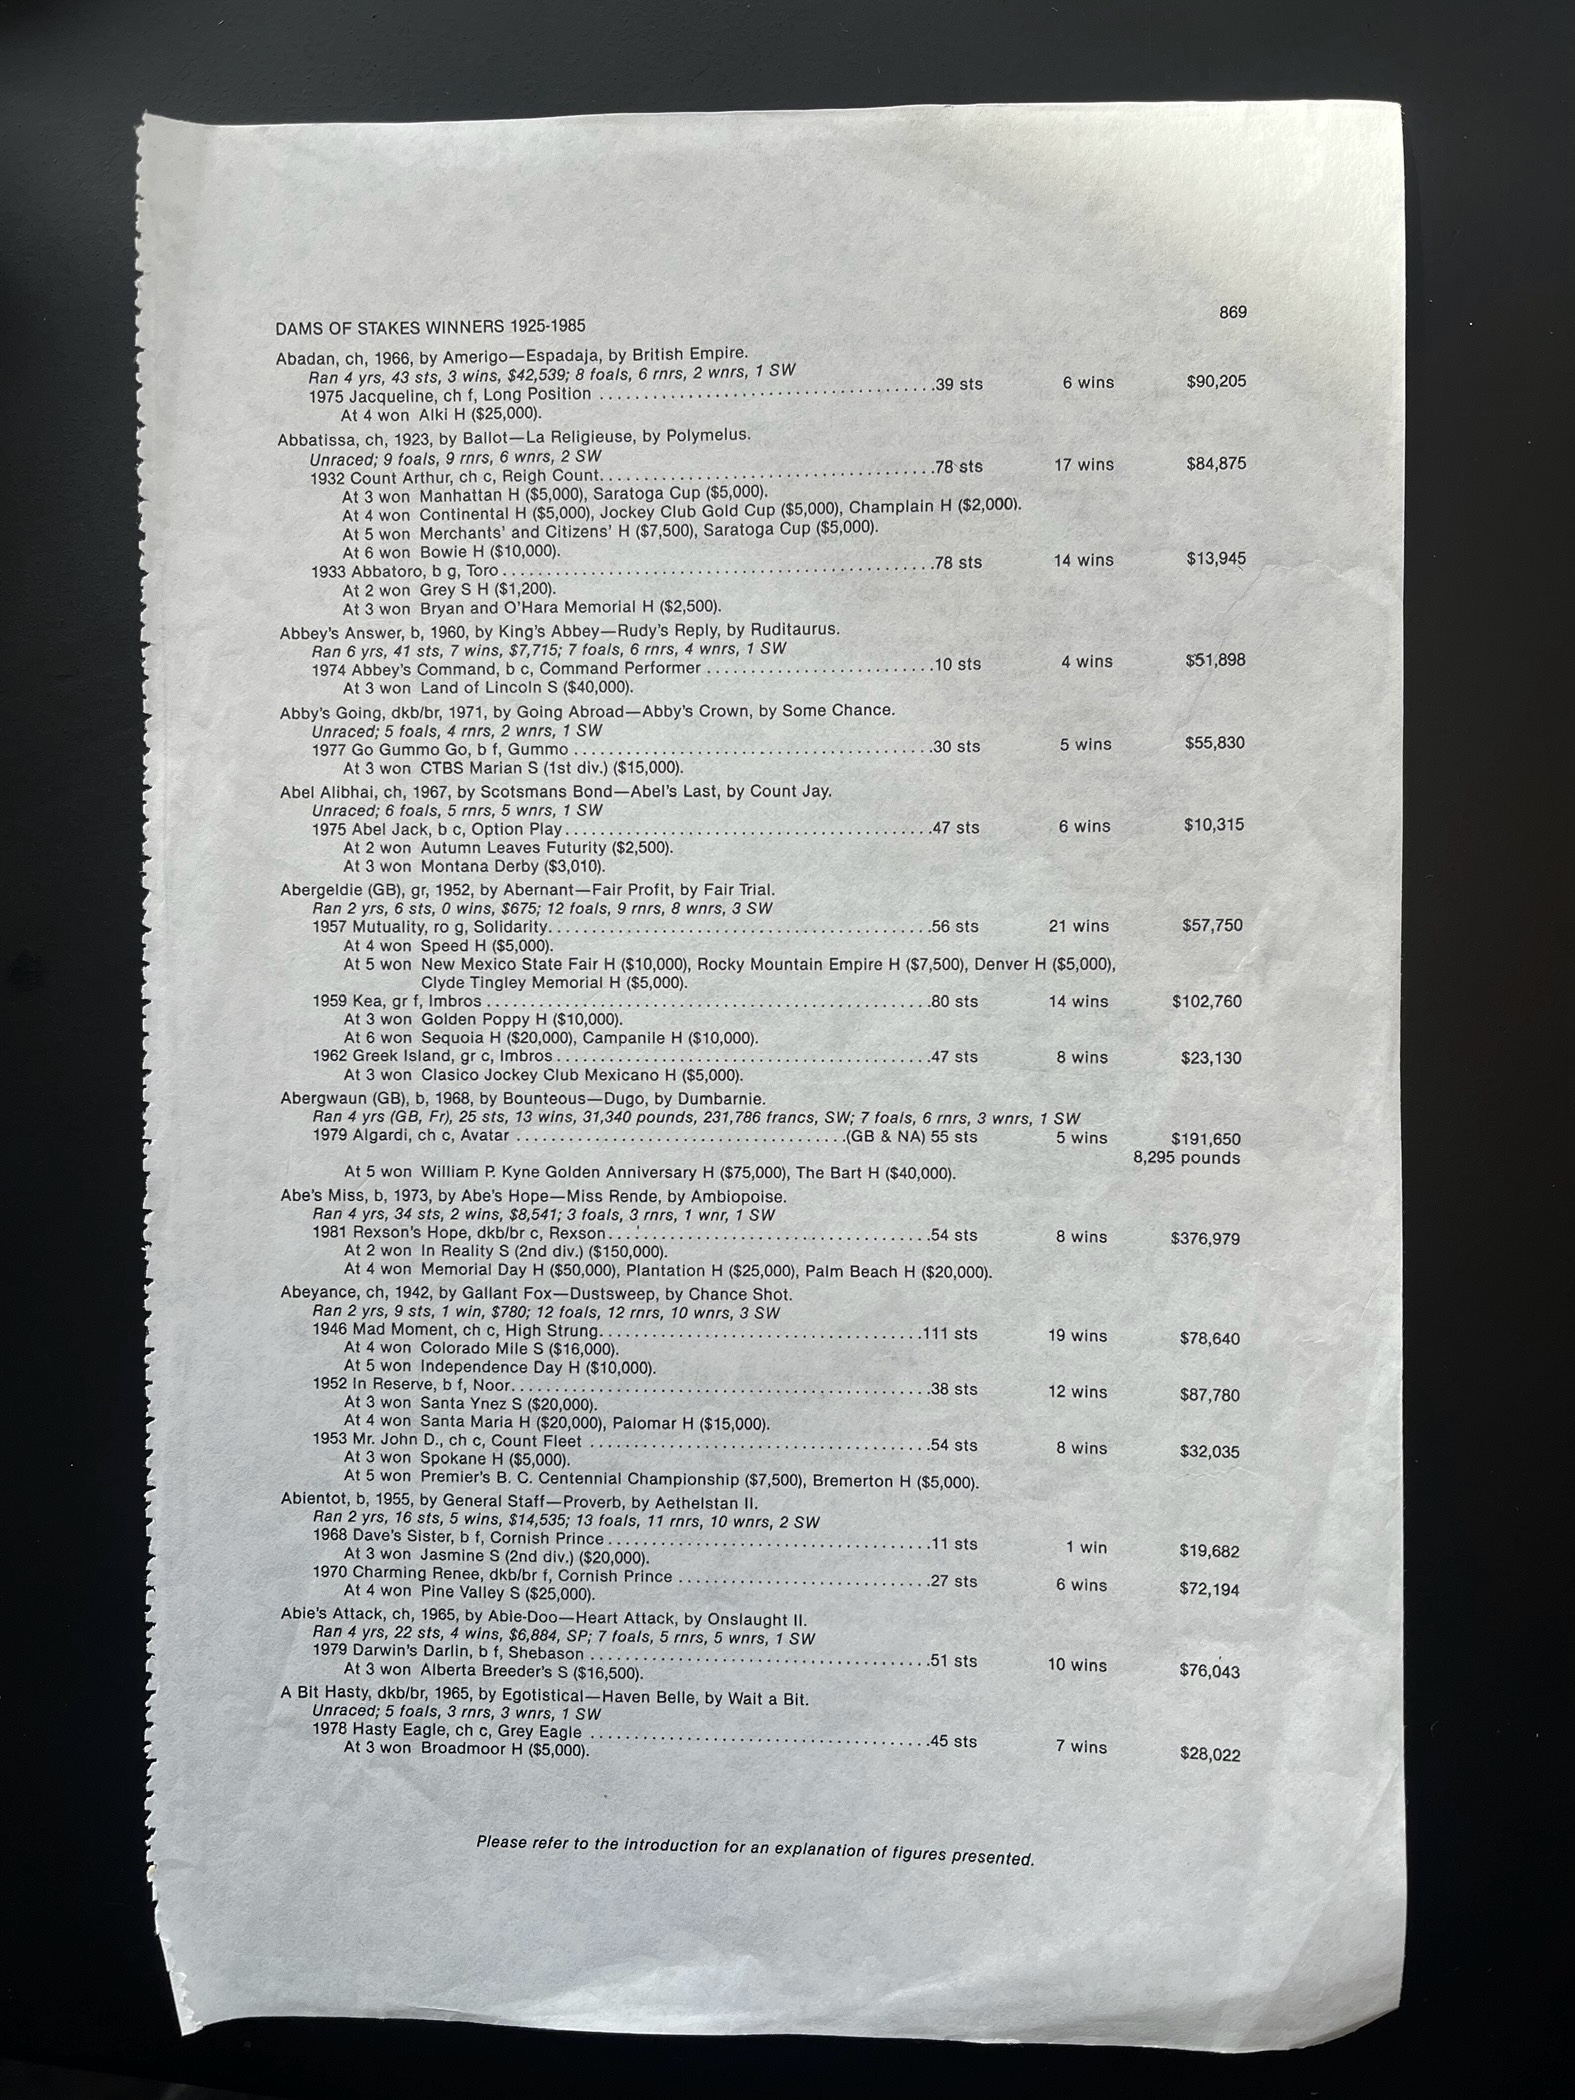 869
DAMS OF STAKES WINNERS 1925-1985
Abadan, ch, 1966, by Amerigo—Espadaja, by British Empire.
Ran 4 yrs, 43 sts, 3 wins, $42,539; 8 foals, 6 rnrs, 2 wnrs, 1 SW
1975 Jacqueline, ch f, Long Position ........................................39 sts 6 wins $90,205
At 4 won Alki H ($25,000).
Abbatissa, ch, 1923, by Ballot—La Religieuse, by Polymelus.
Unraced; 9 foals, 9 rnrs, 6 wnrs, 2 SW
1932 Count Arthur, ch c, Reigh Count........................................78 sts 17 wins $84,875
At 3 won Manhattan H ($5,000), Saratoga Cup ($5,000).
At 4 won Continental H ($5,000), Jockey Club Gold Cup ($5,000), Champlain H ($2,000).
At 5 won Merchants' and Citizens' H ($7,500), Saratoga Cup ($5,000).
At 6 won Bowie H ($10,000).
1933 Abbatoro, b g, Toro ..................................................78 sts 14 wins $13,945
At 2 won Grey S H ($1,200).
At 3 won Bryan and O'Hara Memorial H ($2,500).
Abbey's Answer, b, 1960, by King's Abbey—Rudy's Reply, by Ruditaurus.
Ran 6 yrs, 41 sts, 7 wins, $7,715; 7 foals, 6 rnrs, 4 wnrs, 1 SW
1974 Abbey's Command, b c, Command Performer ...........................10 sts 4 wins $51,898
At 3 won Land of Lincoln S ($40,000).
Abby's Going, dkb/br, 1971, by Going Abroad—Abby's Crown, by Some Chance.
Unraced; 5 foals, 4 rnrs, 2 wnrs, 1 SW
1977 Go Gummo Go, b f, Gummo ..........................................30 sts 5 wins $55,830
At 3 won CTBS Marian S (1st div.) ($15,000).
Abel Alibhai, ch, 1967, by Scotsmans Bond—Abel's Last, by Count Jay.
Unraced; 6 foals, 5 rnrs, 5 wnrs, 1 SW
1975 Abel Jack, b c, Option Play...........................................47 sts 6 wins $10,315
At 2 won Autumn Leaves Futurity ($2,500).
At 3 won Montana Derby ($3,010).
Abergeldie (GB), gr, 1952, by Abernant—Fair Profit, by Fair Trial.
Ran 2 yrs, 6 sts, 0 wins, $675; 12 foals, 9 rnrs, 8 wnrs, 3 SW
1957 Mutuality, ro g, Solidarity.............................................56 sts 21 wins $57,750
At 4 won Speed H ($5,000).
At 5 won New Mexico State Fair H ($10,000), Rocky Mountain Empire H ($7,500), Denver H ($5,000),
Clyde Tingley Memorial H ($5,000).
1959 Kea, gr f, Imbros ....................................................80 sts 14 wins $102,760
At 3 won Golden Poppy H ($10,000).
At 6 won Sequoia H ($20,000), Campanile H ($10,000).
1962 Greek Island, gr c, Imbros............................................47 sts 8 wins $23,130
At 3 won Clasico Jockey Club Mexicano H ($5,000).
Abergwaun (GB), b, 1968, by Bounteous—Dugo, by Dumbarnie.
Ran 4 yrs (GB, Fr), 25 sts, 13 wins, 31,340 pounds, 231,786 francs, SW; 7 foals, 6 rnrs, 3 wnrs, 1 SW
1979 Algardi, ch c, Avatar .......................................(GB & NA) 55 sts 5 wins $191,650
8,295 pounds
At 5 won William P. Kyne Golden Anniversary H ($75,000), The Bart H ($40,000).
Abe's Miss, b, 1973, by Abe's Hope—Miss Rende, by Ambiopoise.
Ran 4 yrs, 34 sts, 2 wins, $8,541; 3 foals, 3 rnrs, 1 wnr, 1 SW
1981 Rexson's Hope, dkb/br c, Rexson......................................54 sts 8 wins $376,979
At 2 won In Reality S (2nd div.) ($150,000).
At 4 won Memorial Day H ($50,000), Plantation H ($25,000), Palm Beach H ($20,000).
Abeyance, ch, 1942, by Gallant Fox—Dustsweep, by Chance Shot.
Ran 2 yrs, 9 sts, 1 win, $780; 12 foals, 12 rnrs, 10 wnrs, 3 SW
1946 Mad Moment, ch c, High Strung......................................111 sts 19 wins $78,640
At 4 won Colorado Mile S ($16,000).
At 5 won Independence Day H ($10,000).
1952 In Reserve, b f, Noor.................................................38 sts 12 wins $87,780
At 3 won Santa Ynez S ($20,000).
At 4 won Santa Maria H ($20,000), Palomar H ($15,000).
1953 Mr. John D., ch c, Count Fleet ........................................54 sts 8 wins $32,035
At 3 won Spokane H ($5,000).
At 5 won Premier's B. C. Centennial Championship ($7,500), Bremerton H ($5,000).
Abientot, b, 1955, by General Staff—Proverb, by Aethelstan II.
Ran 2 yrs, 16 sts, 5 wins, $14,535; 13 foals, 11 rnrs, 10 wnrs, 2 SW
1968 Dave's Sister, b f, Cornish Prince......................................11 sts 1 win $19,682
At 3 won Jasmine S (2nd div.) ($20,000).
1970 Charming Renee, dkb/br f, Cornish Prince ..............................27 sts 6 wins $72,194
At 4 won Pine Valley S ($25,000).
Abie's Attack, ch, 1965, by Abie-Doo—Heart Attack, by Onslaught II.
Ran 4 yrs, 22 sts, 4 wins, $6,884, SP; 7 foals, 5 rnrs, 5 wnrs, 1 SW
1979 Darwin's Darlin, b f, Shebason ........................................51 sts 10 wins $76,043
At 3 won Alberta Breeder's S ($16,500).
A Bit Hasty, dkb/br, 1965, by Egotistical—Haven Belle, by Wait a Bit.
Unraced; 5 foals, 3 rnrs, 3 wnrs, 1 SW
1978 Hasty Eagle, ch c, Grey Eagle ........................................45 sts 7 wins $28,022
At 3 won Broadmoor H ($5,000).
Please refer to the introduction for an explanation of figures presented.